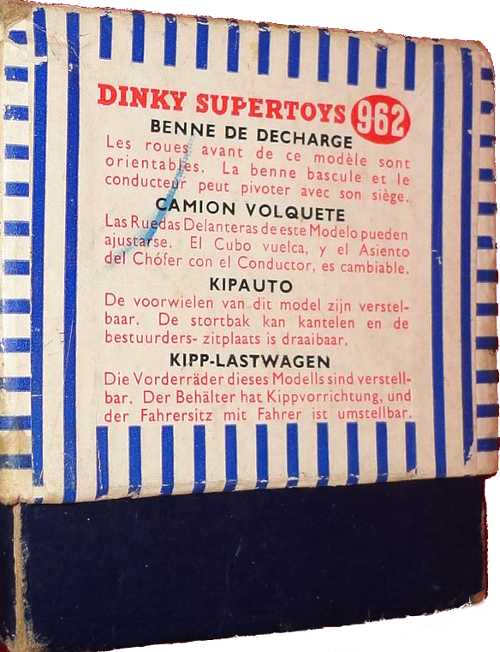 DINKY SUPERTOYS 962
BENNE DE DECHARGE
Les roues avant de ce modèle sont
orientables. La benne bascule et le
conducteur peut pivoter avec son siège.
CAMION VOLQUETE
Las Ruedas Delanteras de este Modelo pueden
ajustarse. El Cubo vuelca, y el Asiento
del Chófer con el Conductor, es cambiable.
KIPAUTO
De voorwielen van dit model zijn verstel-
baar. De stortbak kan kantelen en de
bestuurders- zitplaats is draaibaar.
KIPP-LASTWAGEN
Die Vorderräder dieses Modells sind verstell-
bar. Der Behälter hat Kippvorrichtung, und
der Fahrersitz mit Fahrer ist umstellbar.